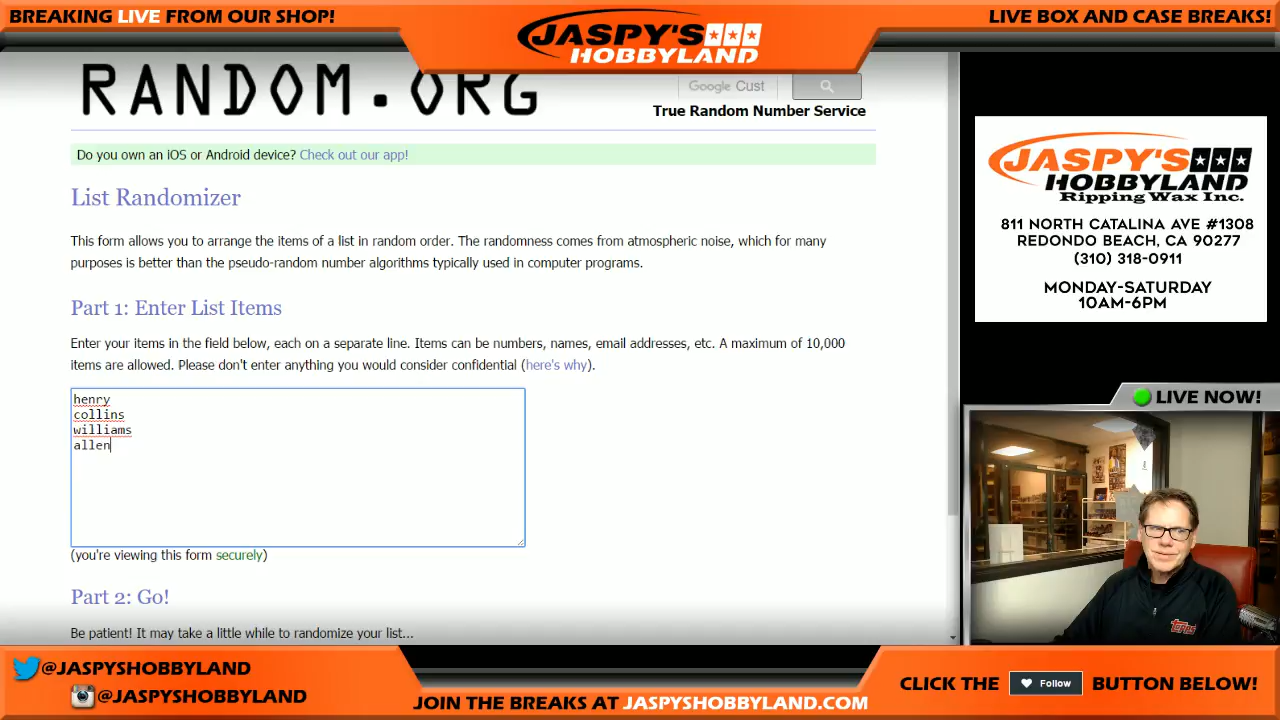 BREAKING LIVE FROM OUR SHOP!
JASPY'S
HOBBYLAND
LIVE BOX AND CASE BREAKS!
RANDOM.ORG
Google Cust
True Random Number Service
Do you own an iOS or Android device? Check out our app!
List Randomizer
This form allows you to arrange the items of a list in random order. The randomness comes from atmospheric noise, which for many
purposes is better than the pseudo-random number algorithms typically used in computer programs.
Part 1: Enter List Items
Enter your items in the field below, each on a separate line. Items can be numbers, names, email addresses, etc. A maximum of 10,000
items are allowed. Please don't enter anything you would consider confidential (here's why).
henry
collins
williams
allen
(you're viewing this form securely)
Part 2: Go!
Be patient! It may take a little while to randomize your list...
JASPY'S
HOBBYLAND
Ripping Wax Inc.
811 NORTH CATALINA AVE #1308
REDONDO BEACH, CA 90277
(310) 318-0911
MONDAY-SATURDAY
10AM-6PM
LIVE NOW!
Topps
@JASPYSHOBBYLAND
@JASPYSHOBBYLAND
JOIN THE BREAKS AT JASPYSHOBBYLAND.COM
CLICK THE Follow BUTTON BELOW!